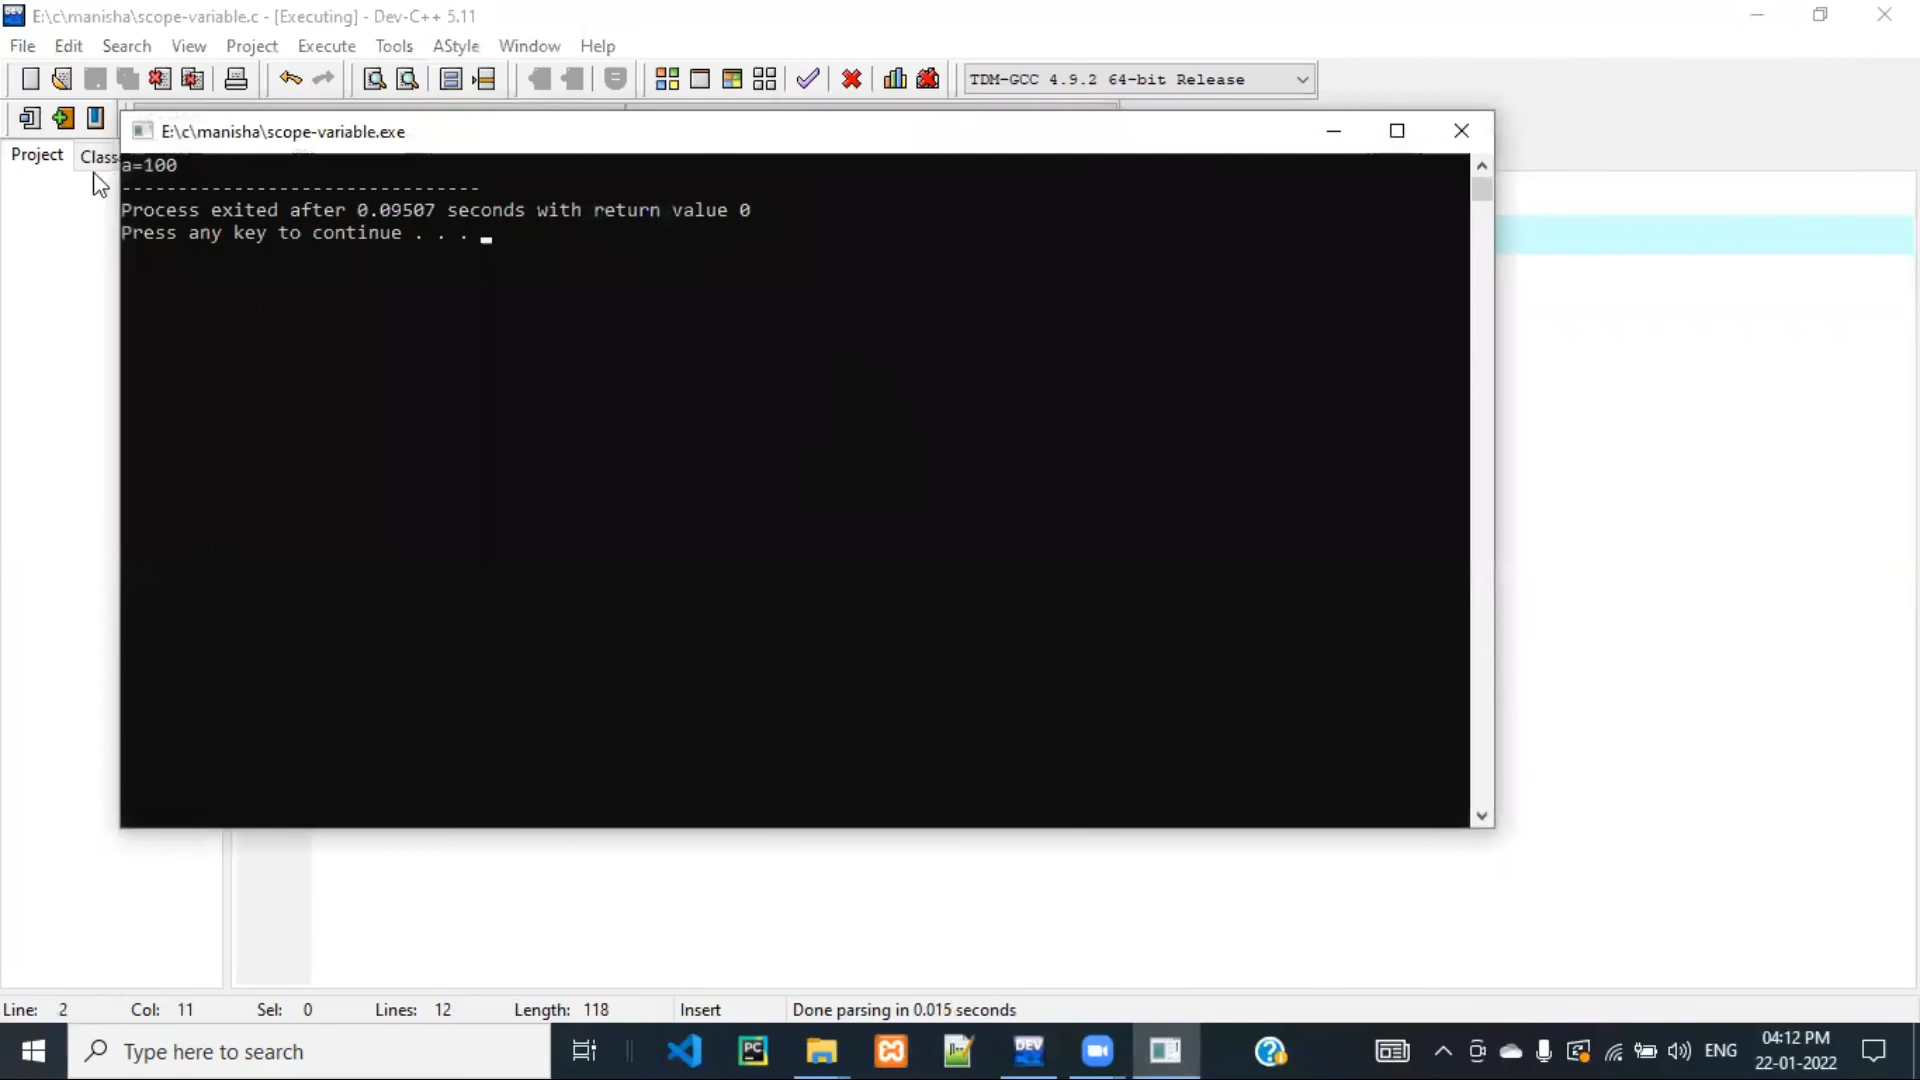 E:\c\manisha\scope-variable.c - [Executing] - Dev-C++ 5.11
File Edit Search View Project Execute Tools AStyle Window Help
TDM-GCC 4.9.2 64-bit Release
E:\c\manisha\scope-variable.exe
Project Class
a=100
--------------------------------
Process exited after 0.09507 seconds with return value 0
Press any key to continue . . .
Line: 2 Col: 11 Sel: 0 Lines: 12 Length: 118 Insert Done parsing in 0.015 seconds
Type here to search
ENG
04:12 PM
22-01-2022
DEV
PC